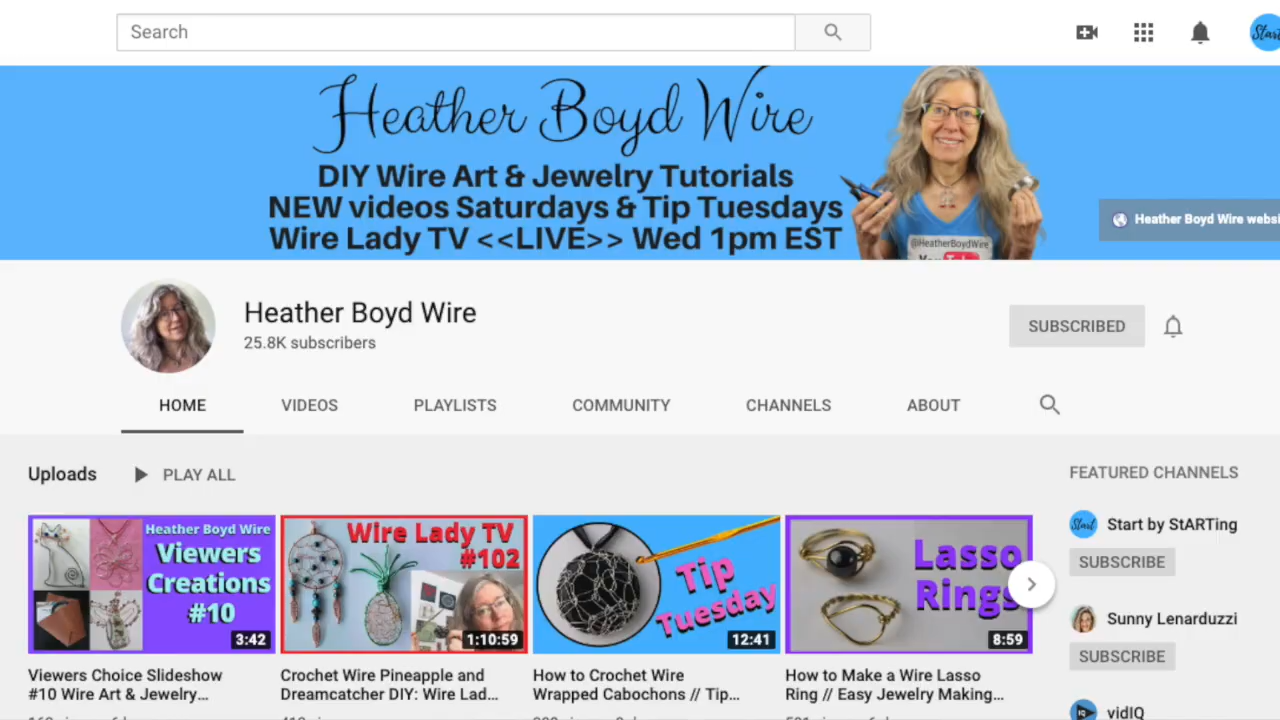 Search
Start
Heather Boyd Wire
DIY Wire Art & Jewelry Tutorials
NEW videos Saturdays & Tip Tuesdays
Wire Lady TV <<LIVE>> Wed 1pm EST
@HeatherBoydWire
YouTube
Heather Boyd Wire websi
Heather Boyd Wire
25.8K subscribers
SUBSCRIBED
HOME VIDEOS PLAYLISTS COMMUNITY CHANNELS ABOUT
Uploads PLAY ALL
FEATURED CHANNELS
Heather Boyd Wire
Viewers
Creations
#10
3:42
Wire Lady TV
#102
1:10:59
Tip
Tuesday
12:41
Lasso
Rings
8:59
Viewers Choice Slideshow
#10 Wire Art & Jewelry...
Crochet Wire Pineapple and
Dreamcatcher DIY: Wire Lad...
How to Crochet Wire
Wrapped Cabochons // Tip...
How to Make a Wire Lasso
Ring // Easy Jewelry Making...
Start
Start by StARTing
SUBSCRIBE
Sunny Lenarduzzi
SUBSCRIBE
IQ
vidIQ